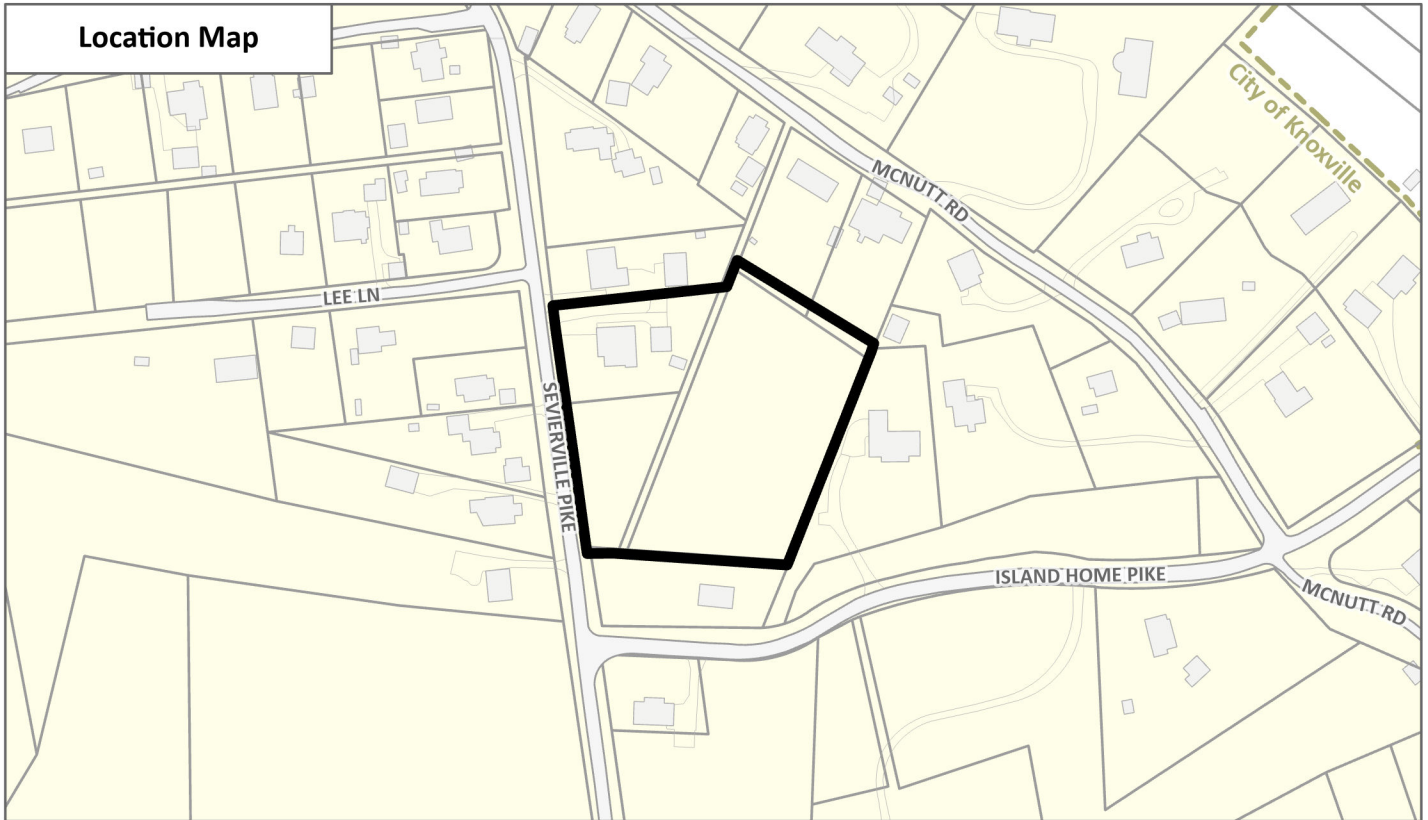 Location Map
City of Knoxville
MCNUTT RD
LEE LN
SEVIERVILLE PIKE
ISLAND HOME PIKE
MCNUTT RD